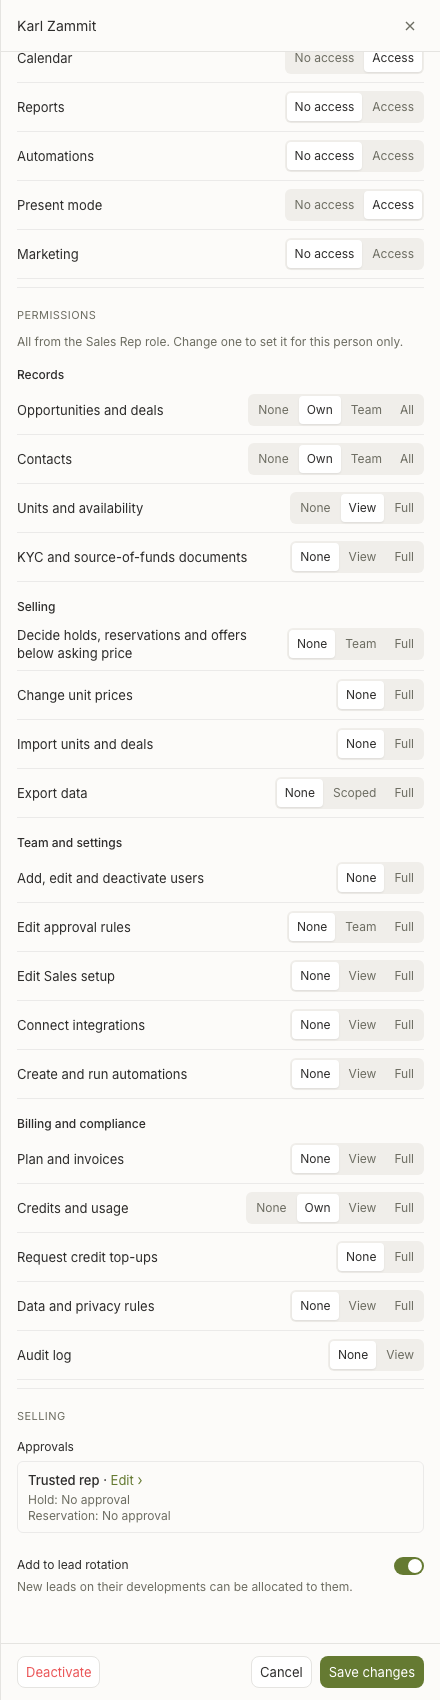 Karl Zammit ×
Calendar No access Access
Reports No access Access
Automations No access Access
Present mode No access Access
Marketing No access Access
PERMISSIONS
All from the Sales Rep role. Change one to set it for this person only.
Records
Opportunities and deals None Own Team All
Contacts None Own Team All
Units and availability None View Full
KYC and source-of-funds documents None View Full
Selling
Decide holds, reservations and offers
below asking price None Team Full
Change unit prices None Full
Import units and deals None Full
Export data None Scoped Full
Team and settings
Add, edit and deactivate users None Full
Edit approval rules None Team Full
Edit Sales setup None View Full
Connect integrations None View Full
Create and run automations None View Full
Billing and compliance
Plan and invoices None View Full
Credits and usage None Own View Full
Request credit top-ups None Full
Data and privacy rules None View Full
Audit log None View
SELLING
Approvals
Trusted rep · Edit ›
Hold: No approval
Reservation: No approval
Add to lead rotation
New leads on their developments can be allocated to them.
Deactivate Cancel Save changes